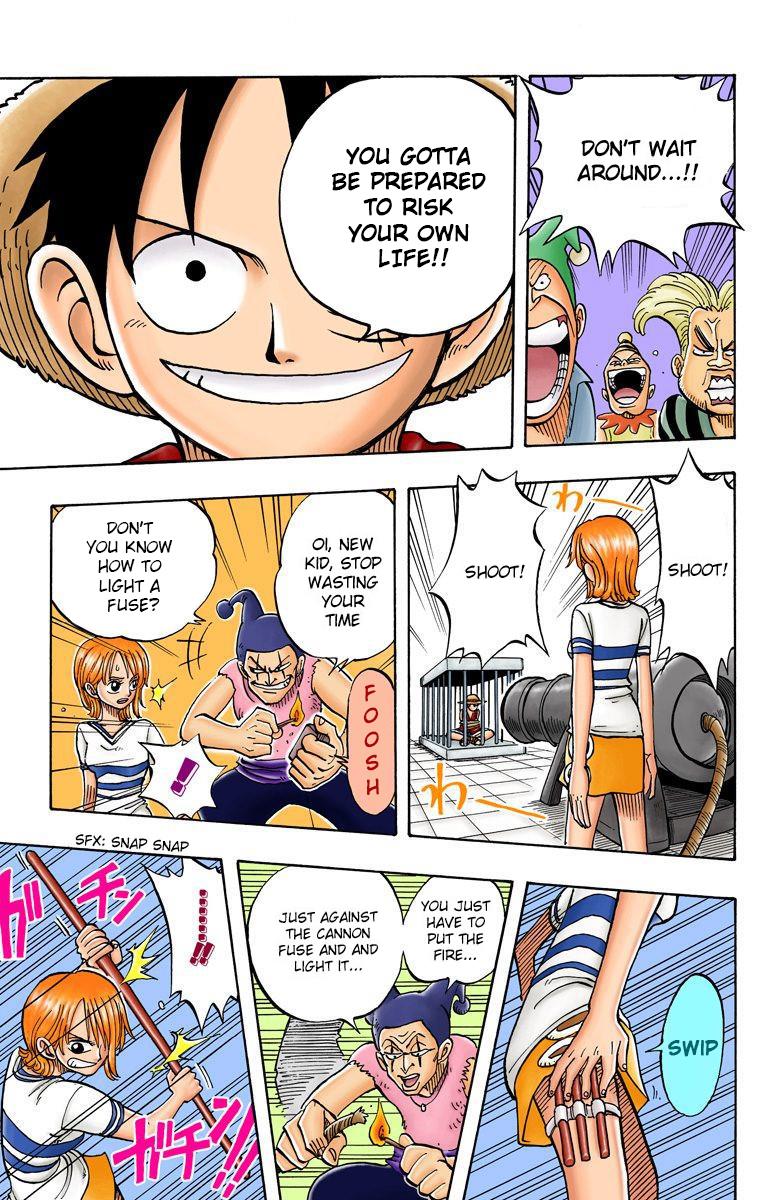 DON'T WAIT
AROUND...!!
YOU GOTTA
BE PREPARED
TO RISK
YOUR OWN
LIFE!!
わー
SHOOT!
SHOOT!
わー
OI, NEW
KID, STOP
WASTING
YOUR
TIME
DON'T
YOU KNOW
HOW TO
LIGHT A
FUSE?
FOOSH
!!
SWIP
YOU JUST
HAVE TO
PUT THE
FIRE...
JUST AGAINST
THE CANNON
FUSE AND AND
LIGHT IT...
SFX: SNAP SNAP
ガチン
ガチン!!